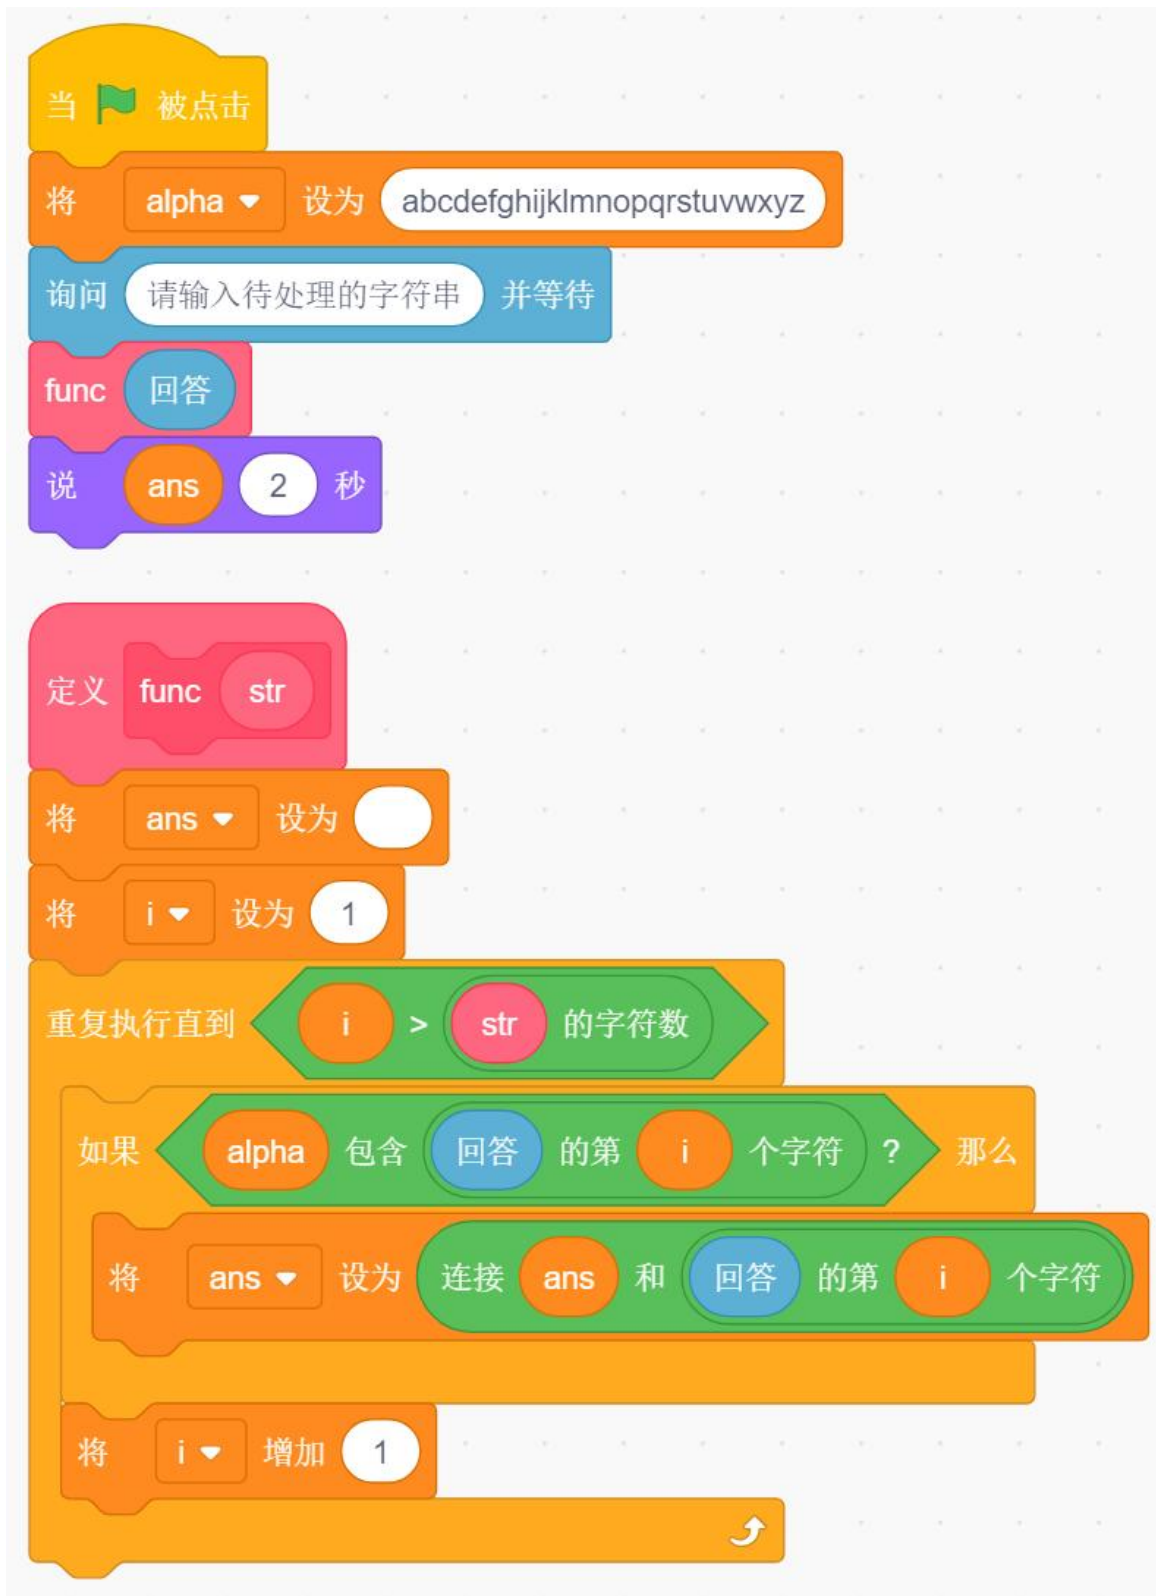 当 被点击
将 alpha 设为 abcdefghijklmnopqrstuvwxyz
询问 请输入待处理的字符串 并等待
func 回答
说 ans 2 秒
定义 func str
将 ans 设为
将 i 设为 1
重复执行直到 i > str 的字符数
如果 alpha 包含 回答 的第 i 个字符 ? 那么
将 ans 设为 连接 ans 和 回答 的第 i 个字符
将 i 增加 1